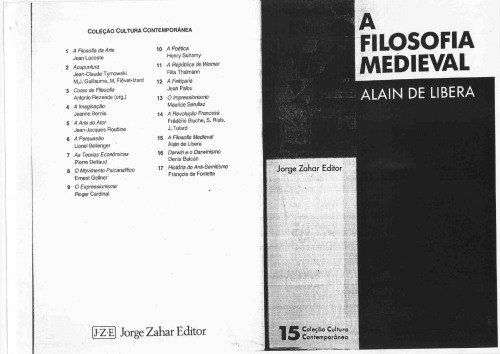 COLEÇÃO CULTURA CONTEMPORÂNEA
1 A Filosofia da Arte
Jean Lacoste
2 Acupuntura
Jean-Claude Tymowski
M.J. Guillaume, M. Fiévet-Izard
3 Curso de Filosofia
Antonio Rezende (org.)
4 A Imaginação
Jeanne Bernis
5 A Arte do Ator
Jean-Jacques Roubine
6 A Persuasão
Lionel Bellenger
7 As Teorias Econômicas
Pierre Delfaud
8 O Movimento Psicanalítico
Ernest Gellner
9 O Expressionismo
Roger Cardinal
10 A Poética
Henry Suhamy
11 A República de Weimar
Rita Thalmann
12 A Feitiçaria
Jean Palou
13 O Impressionismo
Maurice Serullaz
14 A Revolução Francesa
Frédéric Bluche, S. Rials,
J. Tulard
15 A Filosofia Medieval
Alain de Libera
16 Darwin e o Darwinismo
Denis Buican
17 História do Anti-Semitismo
François de Fontette
J·Z·E Jorge Zahar Editor
A
FILOSOFIA
MEDIEVAL
ALAIN DE LIBERA
Jorge Zahar Editor
15 Coleção Cultura
Contemporânea